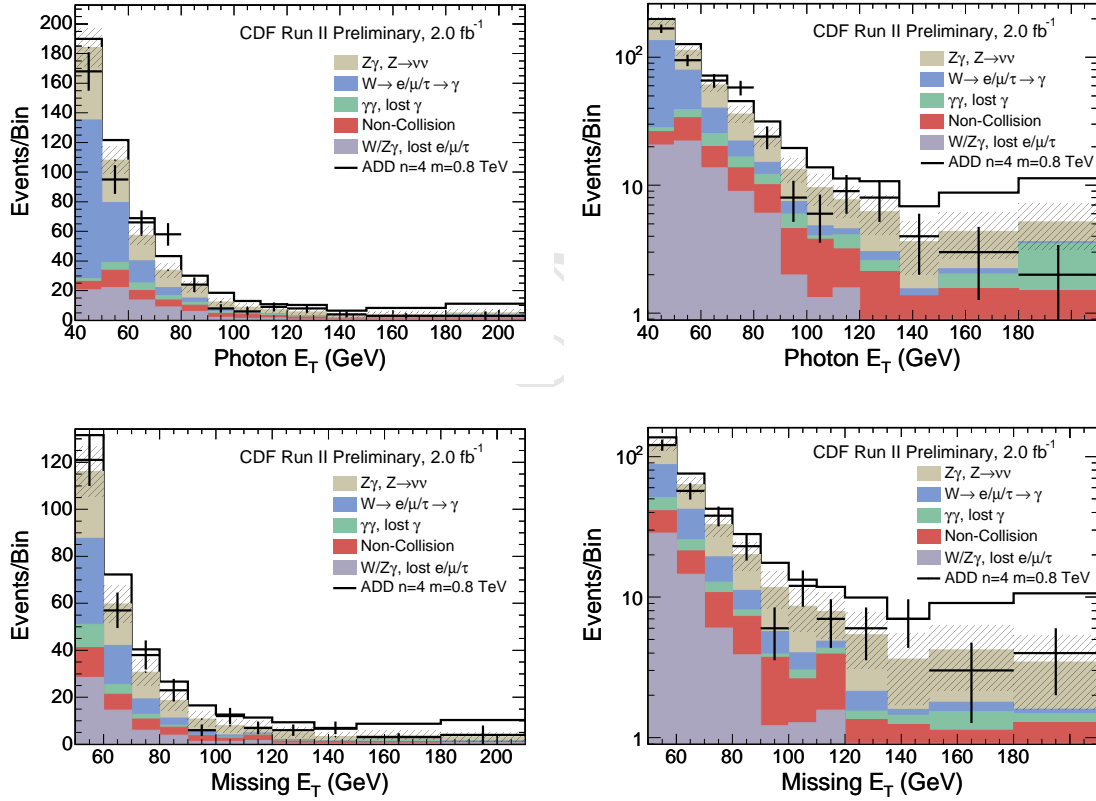 CDF Run II Preliminary, 2.0 fb-1
Zγ, Z→νν
W→ e/μ/τ → γ
γγ, lost γ
Non-Collision
W/Zγ, lost e/μ/τ
ADD n=4 m=0.8 TeV
Events/Bin
200
180
160
140
120
100
80
60
40
20
0
40 60 80 100 120 140 160 180 200
Photon ET (GeV)
CDF Run II Preliminary, 2.0 fb-1
Zγ, Z→νν
W→ e/μ/τ → γ
γγ, lost γ
Non-Collision
W/Zγ, lost e/μ/τ
ADD n=4 m=0.8 TeV
Events/Bin
102
10
1
40 60 80 100 120 140 160 180
Photon ET (GeV)
CDF Run II Preliminary, 2.0 fb-1
Zγ, Z→νν
W→ e/μ/τ → γ
γγ, lost γ
Non-Collision
W/Zγ, lost e/μ/τ
ADD n=4 m=0.8 TeV
Events/Bin
120
100
80
60
40
20
0
60 80 100 120 140 160 180 200
Missing ET (GeV)
CDF Run II Preliminary, 2.0 fb-1
Zγ, Z→νν
W→ e/μ/τ → γ
γγ, lost γ
Non-Collision
W/Zγ, lost e/μ/τ
ADD n=4 m=0.8 TeV
Events/Bin
102
10
1
60 80 100 120 140 160 180
Missing ET (GeV)